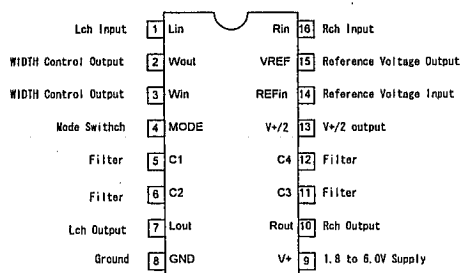 Lch Input 1 Lin Rin 16 Rch Input
WIDTH Control Output 2 Wout VREF 15 Reference Voltage Output
WIDTH Control Output 3 Win REFin 14 Reference Voltage Input
Mode Swithch 4 MODE V+/2 13 V+/2 output
Filter 5 C1 C4 12 Filter
Filter 6 C2 C3 11 Filter
Lch Output 7 Lout Rout 10 Rch Output
Ground 8 GND V+ 9 1.8 to 6.0V Supply